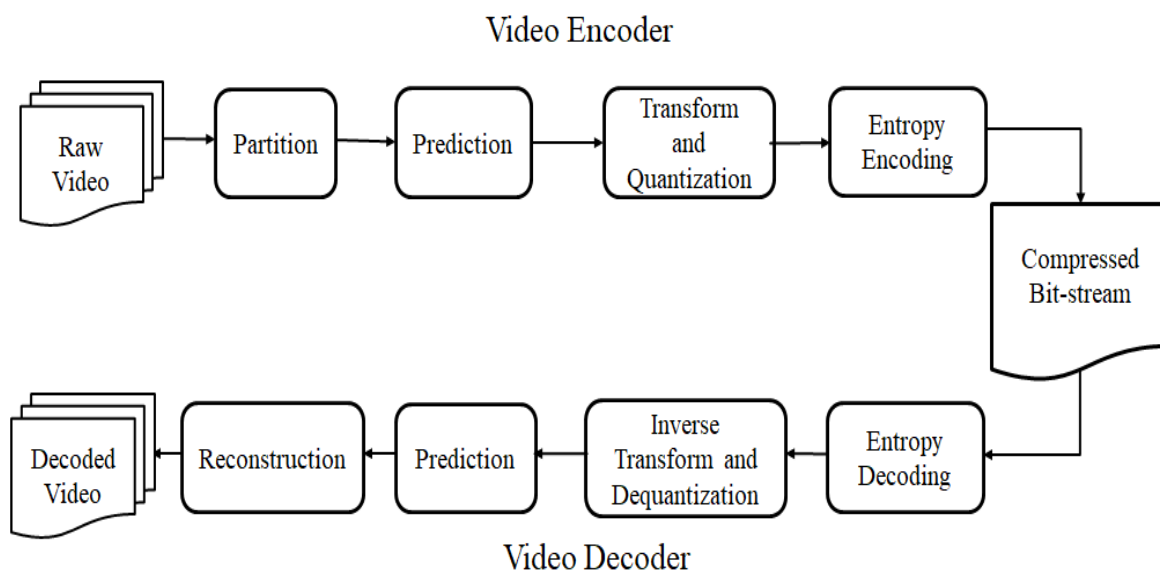 Video Encoder
Raw
Video
Partition
Prediction
Transform
and
Quantization
Entropy
Encoding
Compressed
Bit-stream
Decoded
Video
Reconstruction
Prediction
Inverse
Transform and
Dequantization
Entropy
Decoding
Video Decoder